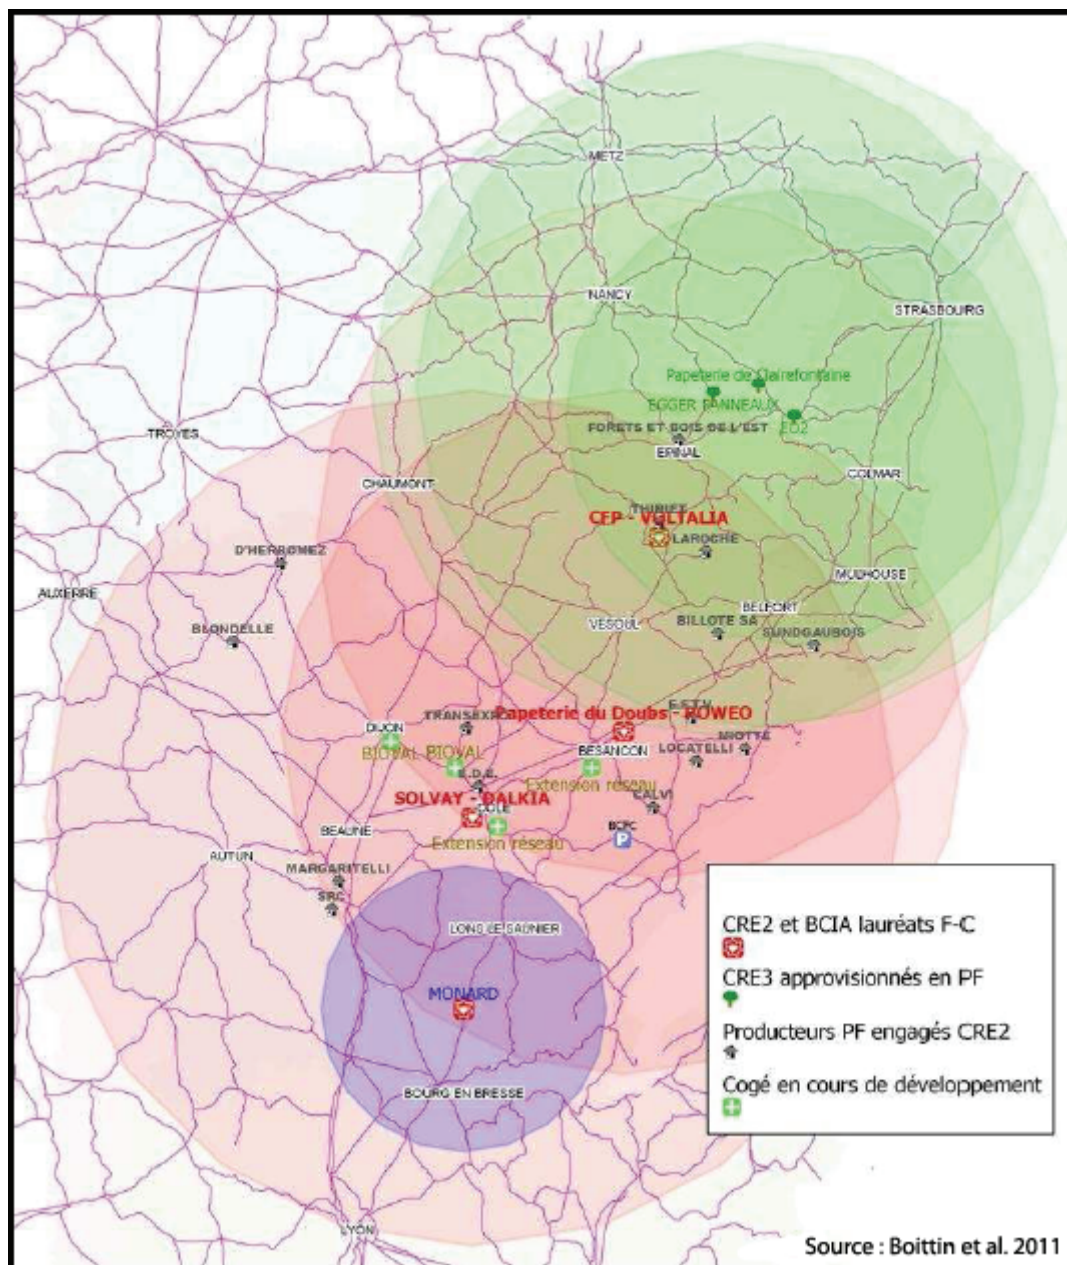 METZ
NANCY
STRASBOURG
Papeterie de Clairefontaine
EGGER PANNEAUX
EO2
FORETS ET BOIS DE L'EST
TROYES
EPINAL
COLMAR
CHAUMONT
THIRIET
CFP - VOLTALIA
LAROCHE
D'HERBOMEZ
MULHOUSE
AUXERRE
BELFORT
BLONDELLE
VESOUL
BILLOTE SA
SUNDGAUBOIS
Papeterie du Doubs - POWEO
DIJON
MIOTTE
BIOVAL BIOVAL
BESANCON
LOCATELLI
E.D.E.
Extension réseau
SOLVAY - DALKIA
CALVI
DOLE
BEAUNE
BCFC
P
Extension réseau
AUTUN
MARGARITELLI
SRC
LONS LE SAUNIER
MONARD
BOURG EN BRESSE
LYON
CRE2 et BCIA lauréats F-C
CRE3 approvisionnés en PF
Producteurs PF engagés CRE2
Cogé en cours de développement
Source : Boittin et al. 2011